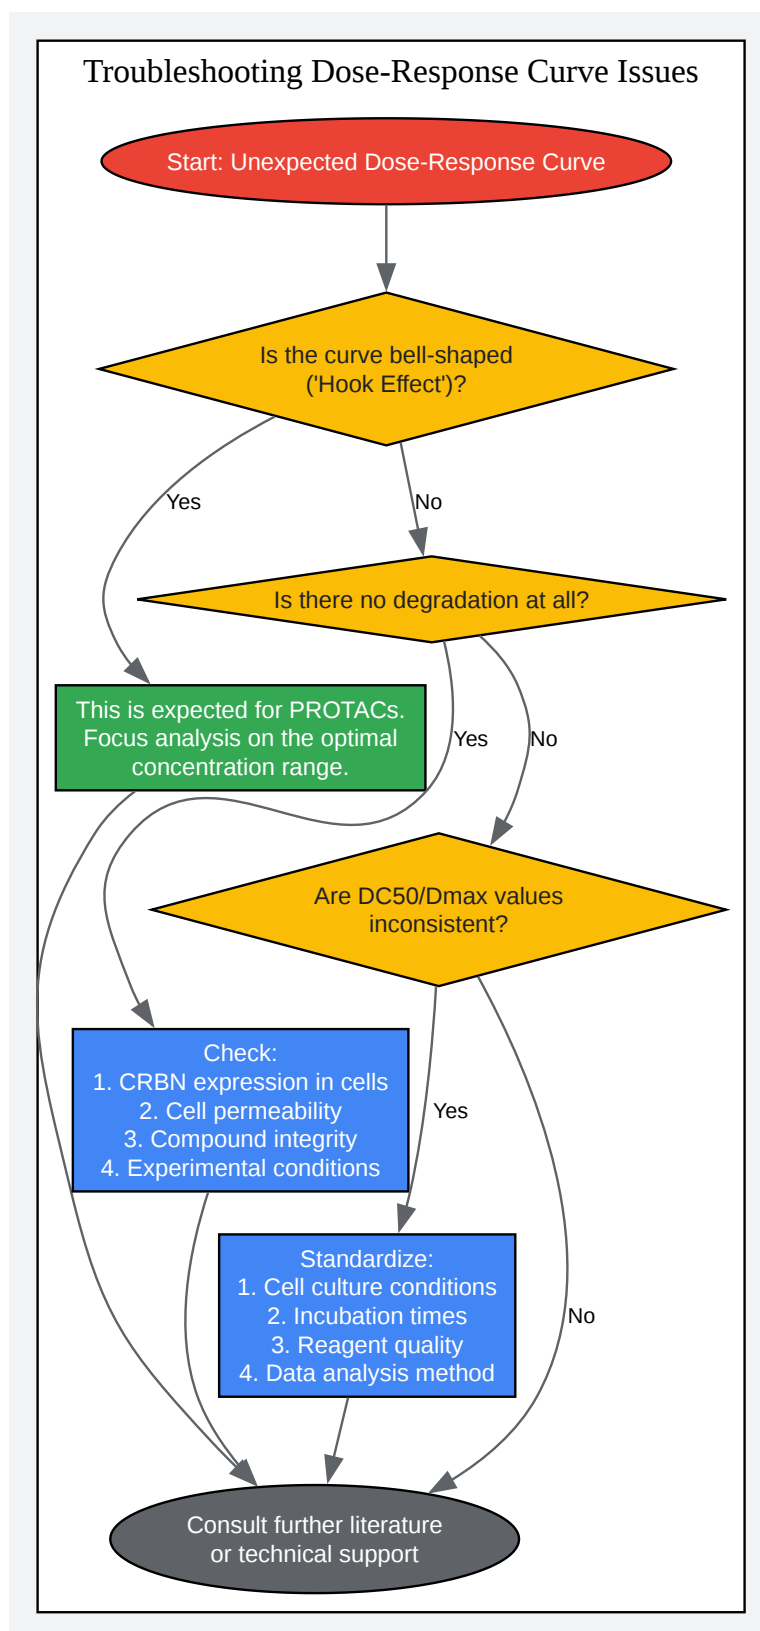 Troubleshooting Dose-Response Curve Issues
Start: Unexpected Dose-Response Curve
Is the curve bell-shaped
('Hook Effect')?
Yes
No
Is there no degradation at all?
This is expected for PROTACs.
Focus analysis on the optimal
concentration range.
Yes
No
Are DC50/Dmax values
inconsistent?
Check:
1. CRBN expression in cells
2. Cell permeability
3. Compound integrity
4. Experimental conditions
Yes
Standardize:
1. Cell culture conditions
2. Incubation times
3. Reagent quality
4. Data analysis method
No
Consult further literature
or technical support